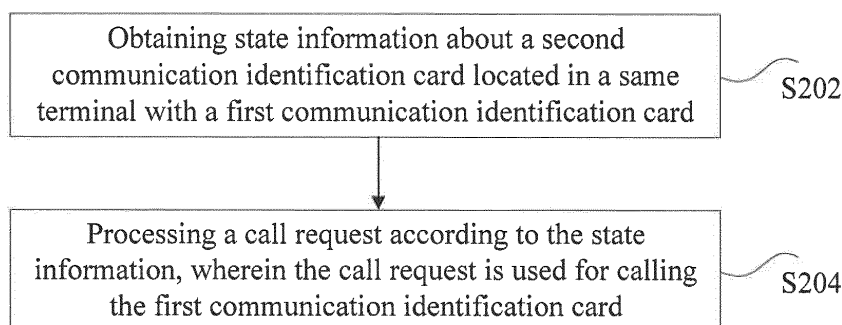 Obtaining state information about a second
communication identification card located in a same
terminal with a first communication identification card
S202
Processing a call request according to the state
information, wherein the call request is used for calling
the first communication identification card
S204